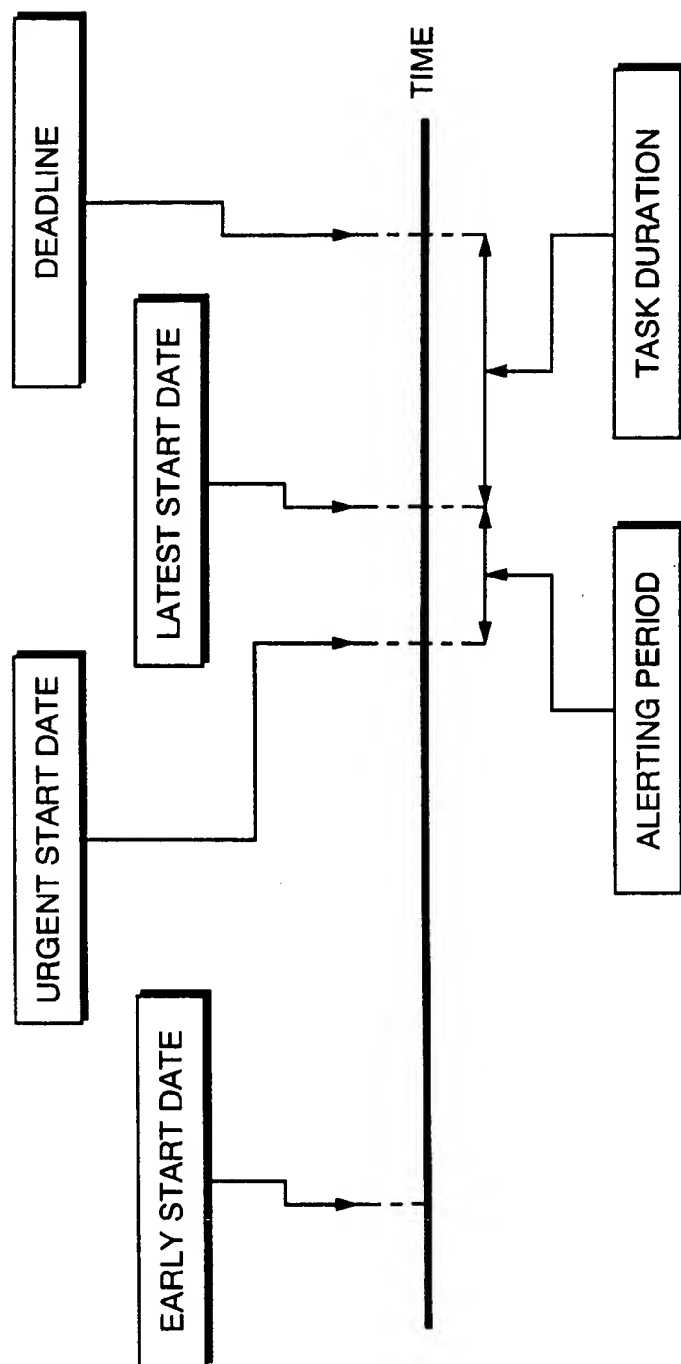 EARLY START DATE
URGENT START DATE
LATEST START DATE
DEADLINE
TIME
ALERTING PERIOD
TASK DURATION